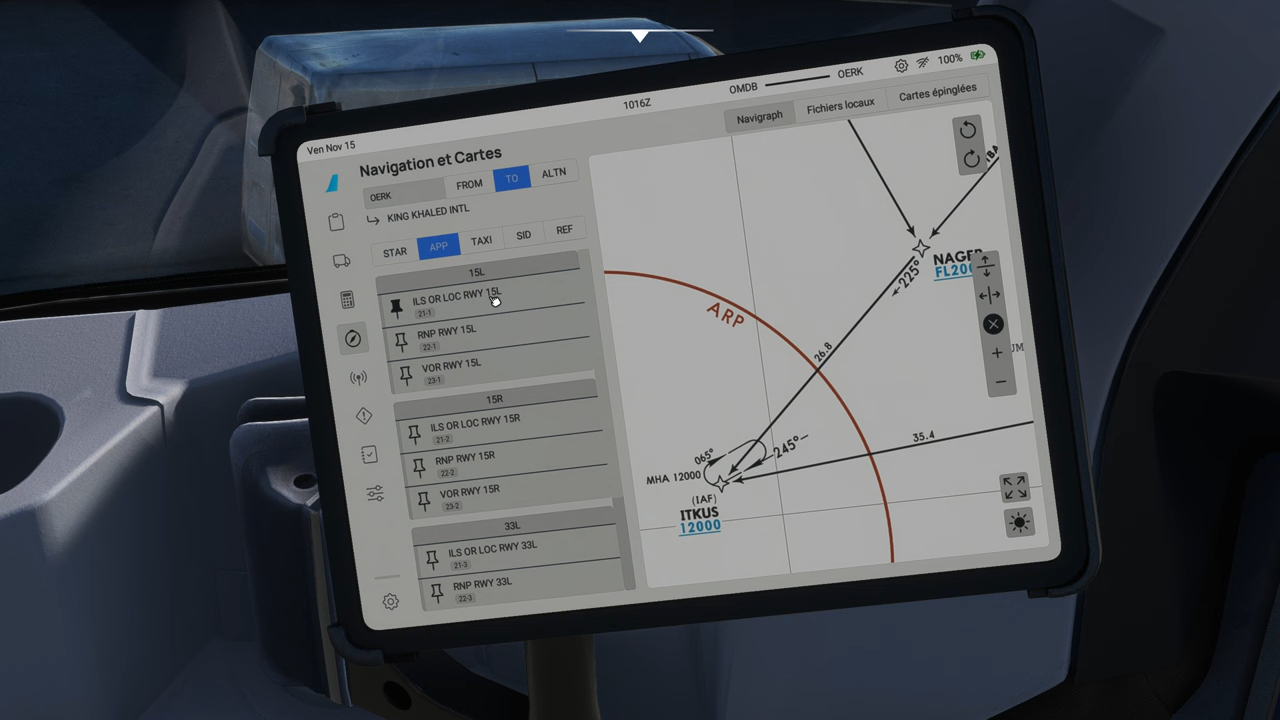 Ven Nov 15
1016Z
OMDB
OERK
100%
Navigation et Cartes
Navigraph
Fichiers locaux
Cartes épinglées
OERK
FROM
TO
ALTN
KING KHALED INTL
STAR
APP
TAXI
SID
REF
15L
ILS OR LOC RWY 15L
21-1
RNP RWY 15L
22-1
VOR RWY 15L
23-1
15R
ILS OR LOC RWY 15R
21-2
RNP RWY 15R
22-2
VOR RWY 15R
23-2
33L
ILS OR LOC RWY 33L
21-3
RNP RWY 33L
22-3
225°
FL200
ARP
26.8
35.4
245°
065°
MHA 12000
(IAF)
ITKUS
12000